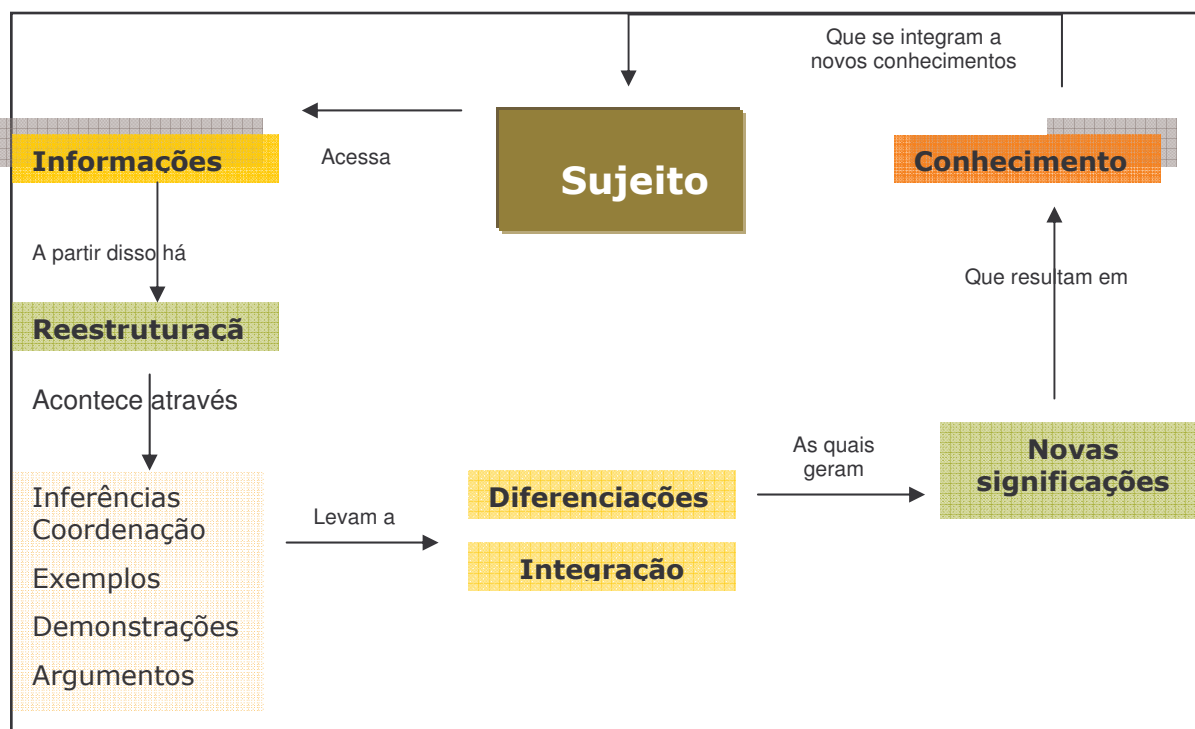 Que se integram a
novos conhecimentos
Informações
Acessa
Sujeito
Conhecimento
A partir disso há
Que resultam em
Reestruturaçã
Acontece através
Inferências
Coordenação
Exemplos
Demonstrações
Argumentos
Levam a
Diferenciações
Integração
As quais
geram
Novas
significações